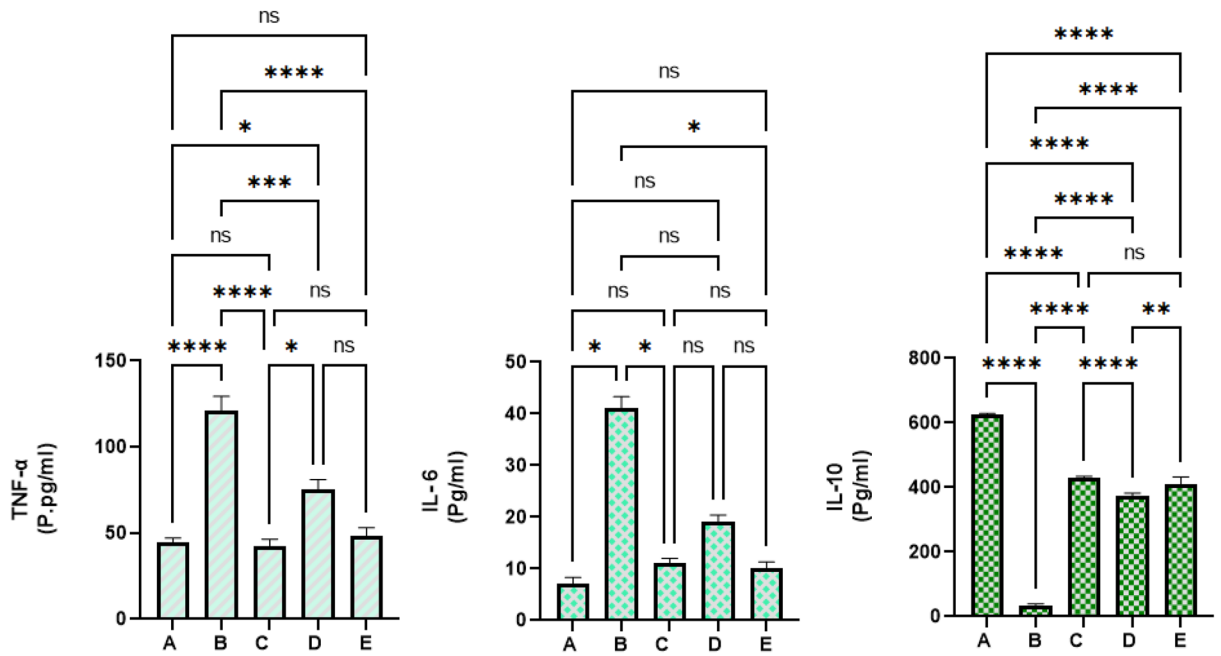 ns
****
*
***
ns
**** ns
**** * ns
150
100
50
0
TNF-α
(P.pg/ml)
A B C D E
ns
*
ns
ns
ns ns
* * ns ns
50
40
30
20
10
0
IL- 6
(Pg/ml)
A B C D E
****
****
****
****
**** ns
**** **
**** ****
800
600
400
200
0
IL-10
(Pg/ml)
A B C D E